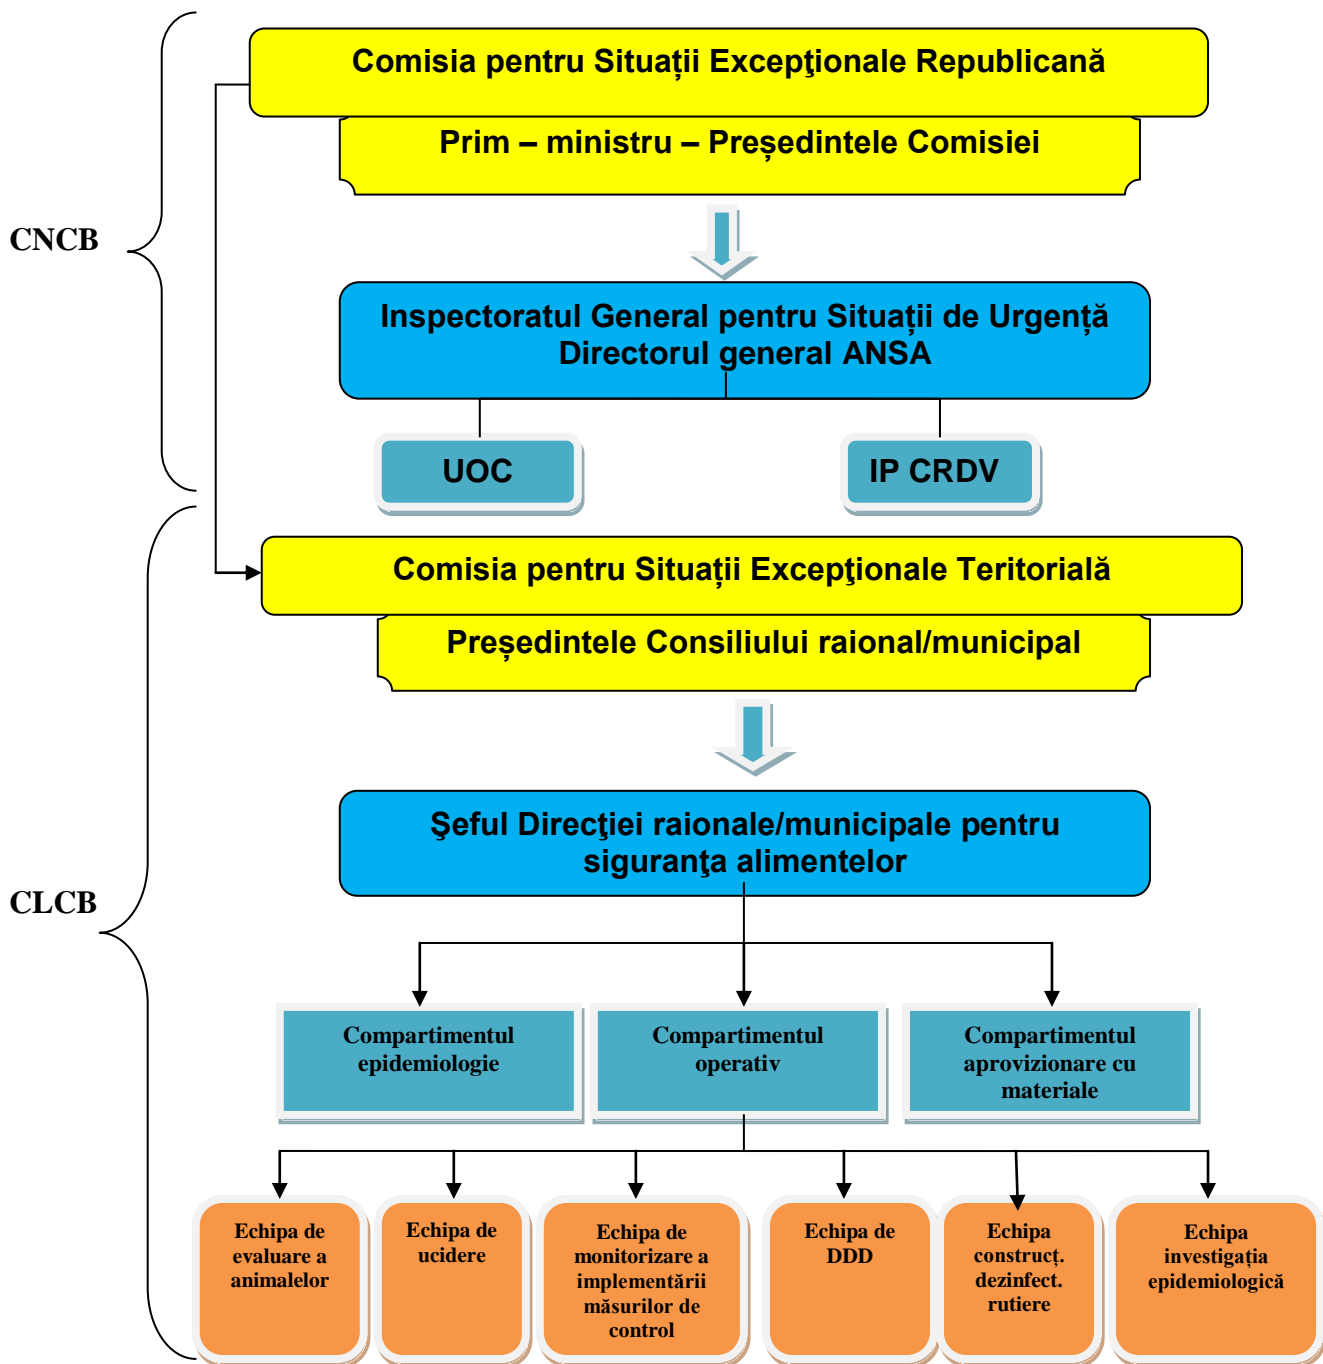 Comisia pentru Situații Excepţionale Republicană
Prim – ministru – Președintele Comisiei
CNCB
Inspectoratul General pentru Situații de Urgență
Directorul general ANSA
UOC
IP CRDV
Comisia pentru Situații Excepţionale Teritorială
Președintele Consiliului raional/municipal
Şeful Direcţiei raionale/municipale pentru
siguranţa alimentelor
CLCB
Compartimentul
epidemiologie
Compartimentul
operativ
Compartimentul
aprovizionare cu
materiale
Echipa de
evaluare a
animalelor
Echipa de
ucidere
Echipa de
monitorizare a
implementării
măsurilor de
control
Echipa de
DDD
Echipa
construcț.
dezinfect.
rutiere
Echipa
investigația
epidemiologică